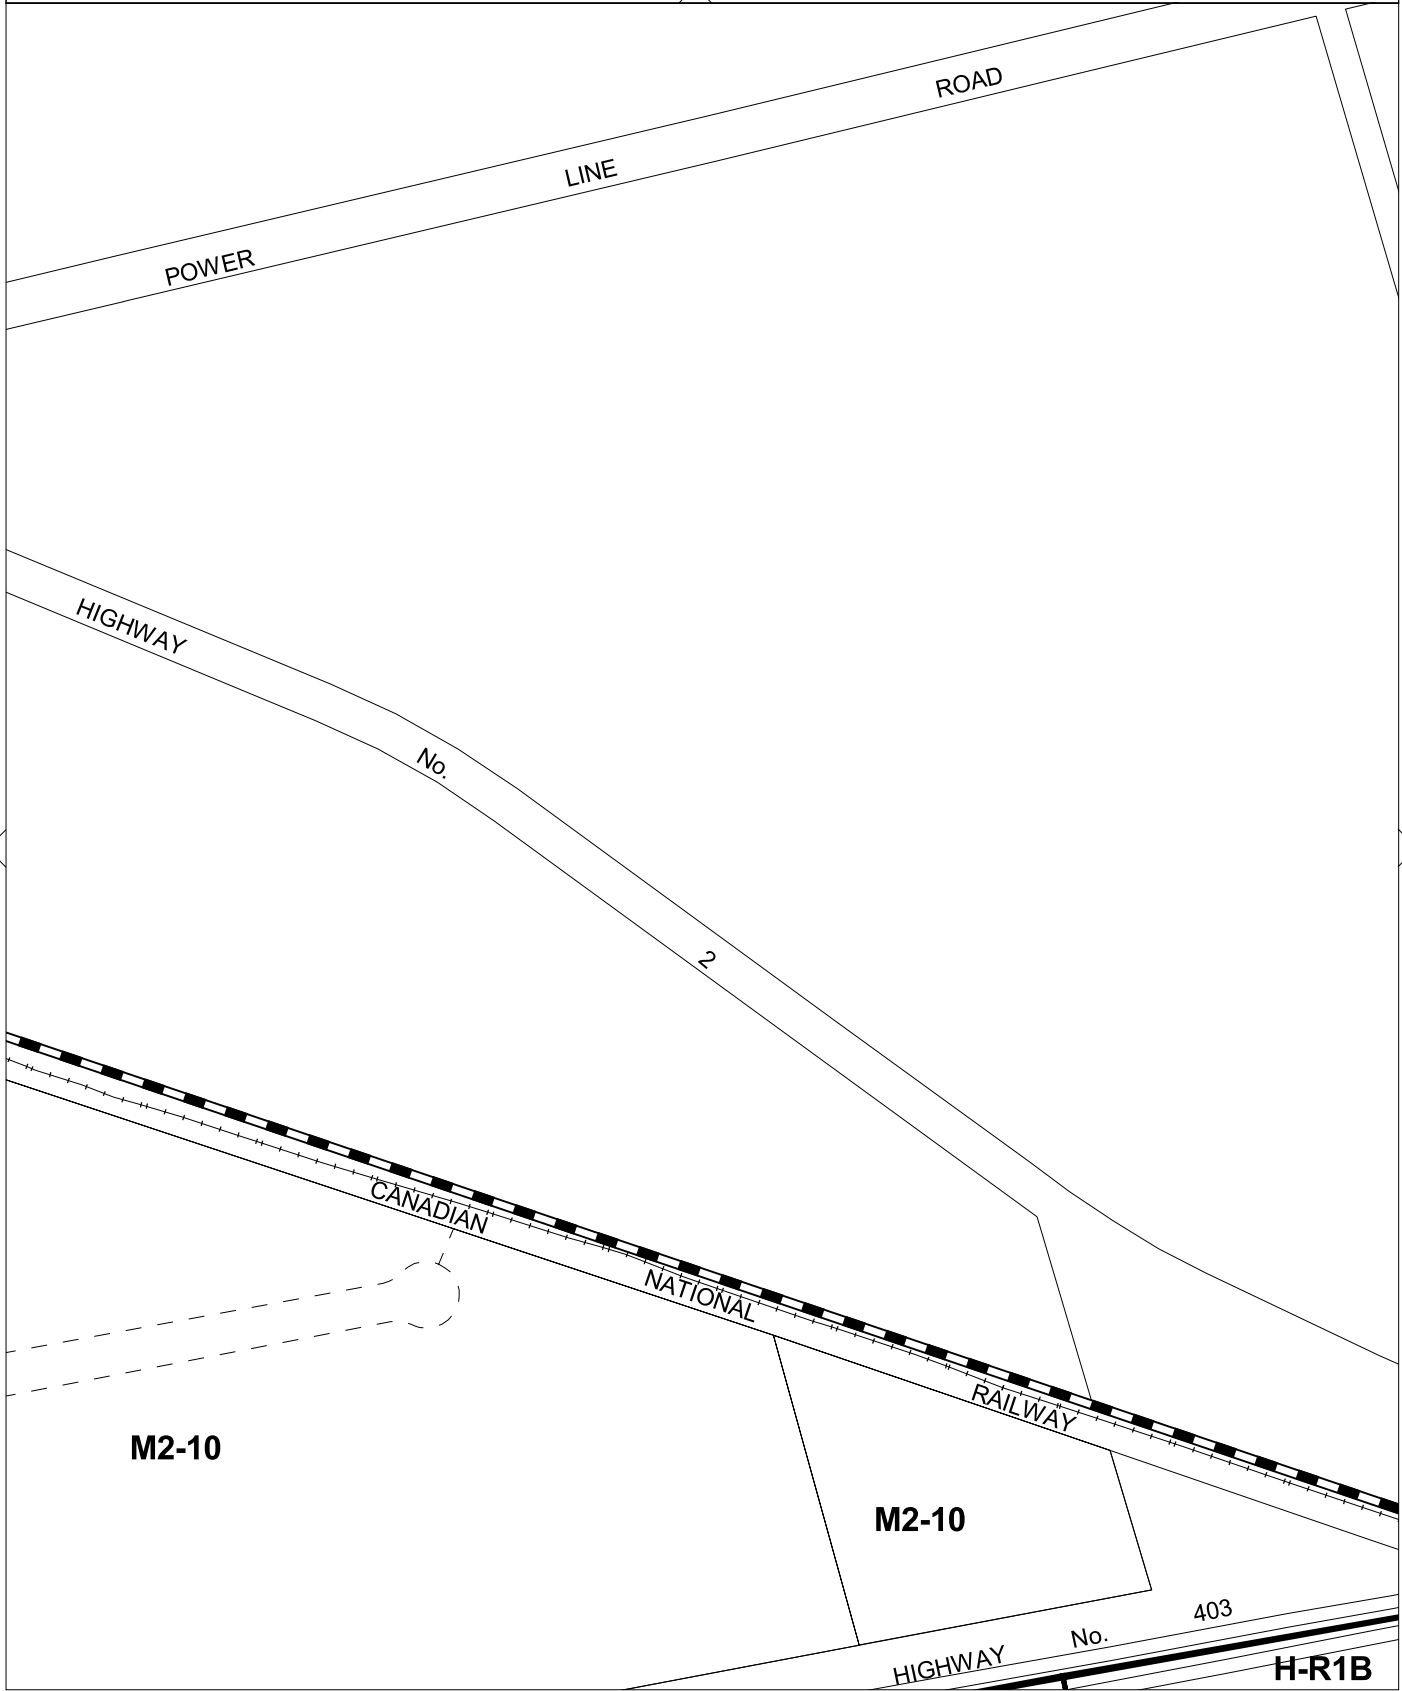 POWER LINE ROAD
HIGHWAY No. 2
CANADIAN NATIONAL RAILWAY
M2-10
M2-10
HIGHWAY No. 403
H-R1B